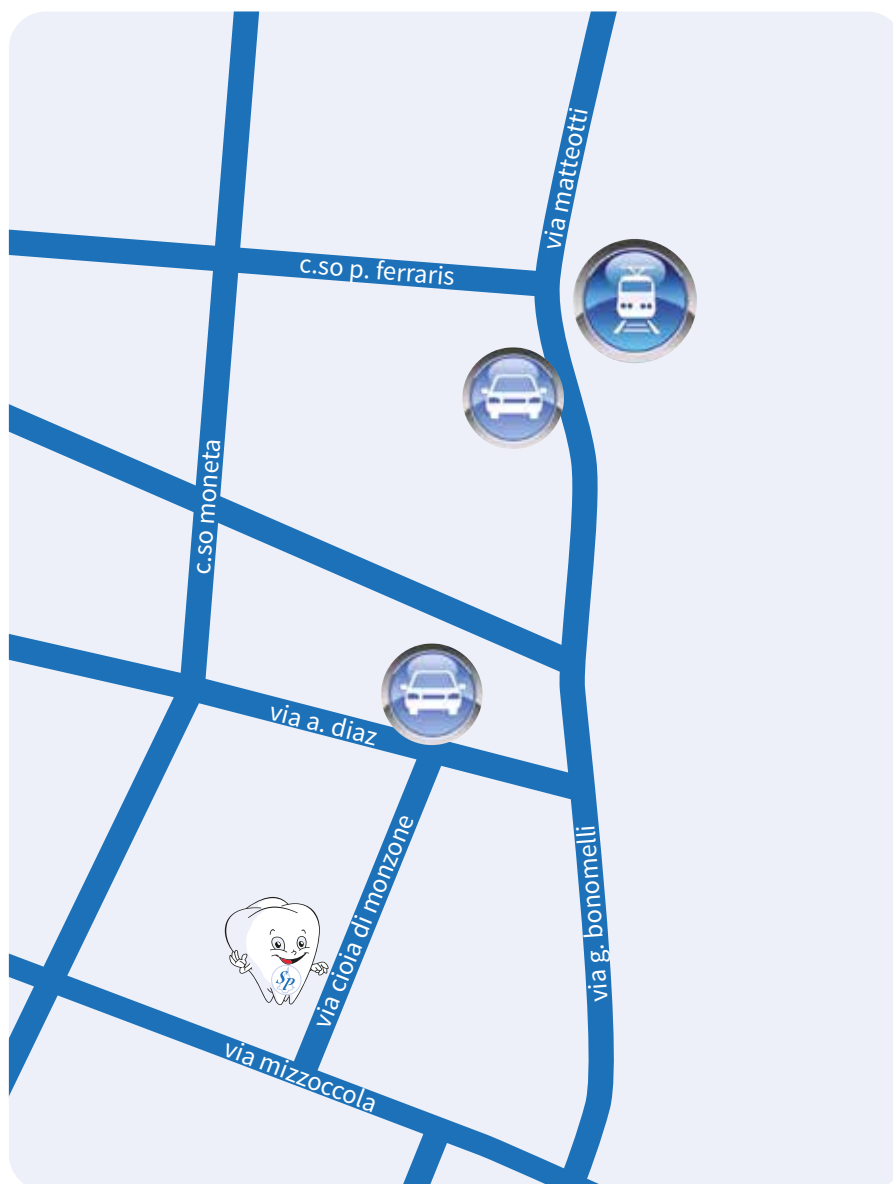 via matteotti
c.so p. ferraris
c.so moneta
via a. diaz
via cioia di monzone
via g. bonomelli
Sp
via mizzoccola